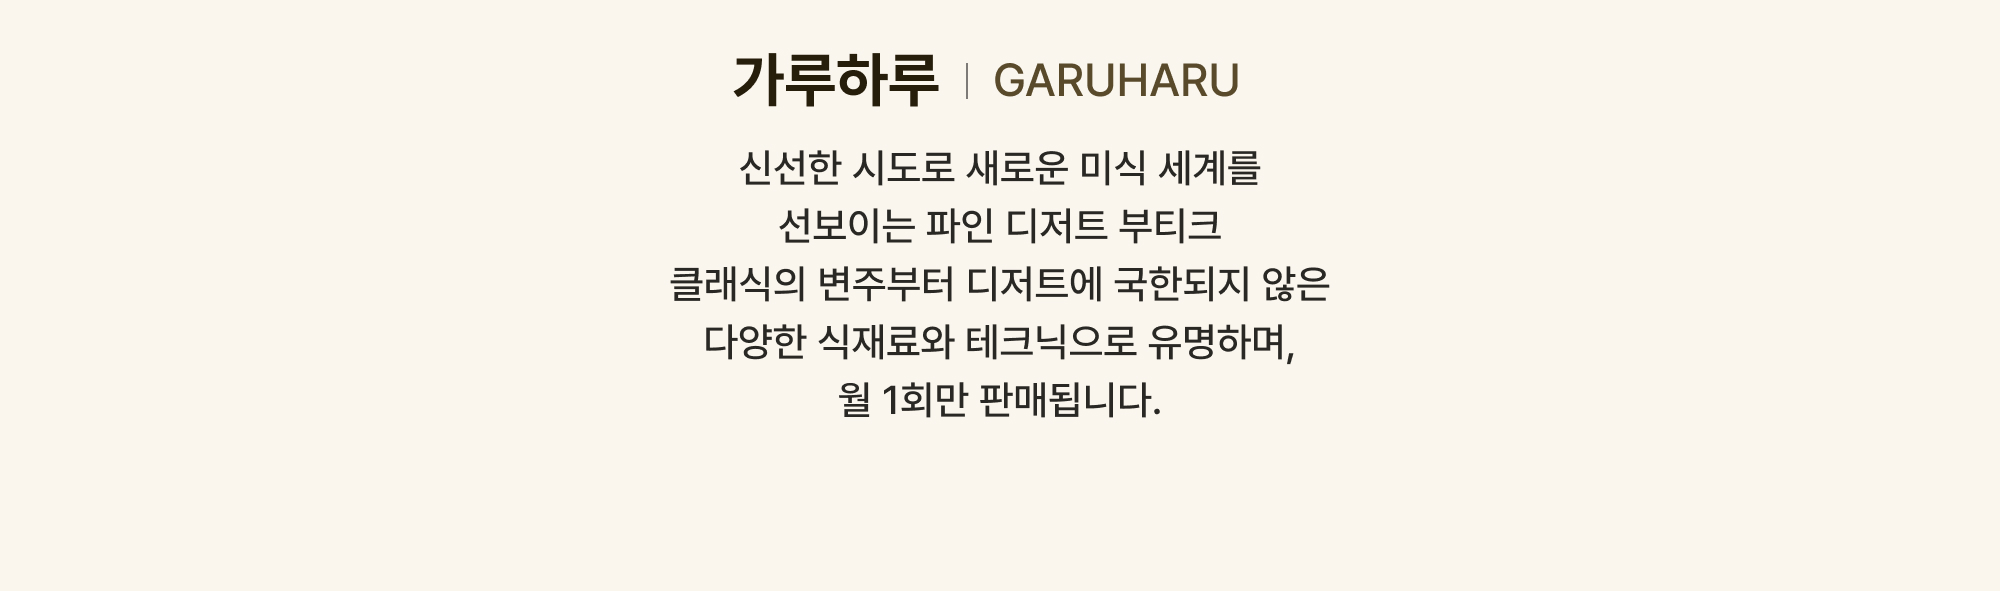 가루하루 | GARUHARU
신선한 시도로 새로운 미식 세계를
선보이는 파인 디저트 부티크
클래식의 변주부터 디저트에 국한되지 않은
다양한 식재료와 테크닉으로 유명하며,
월 1회만 판매됩니다.